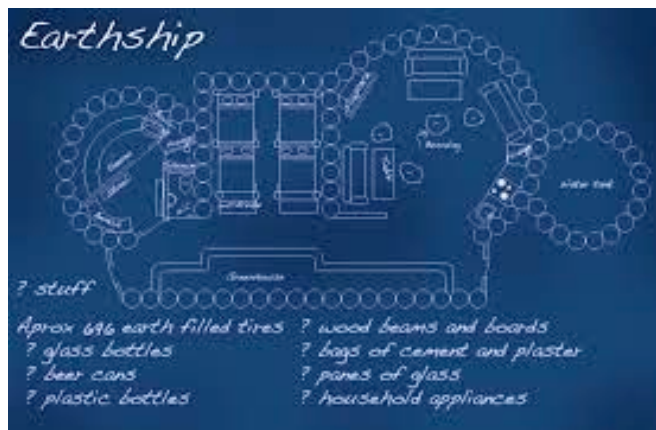 Earthship
Water tank
Greenhouse
? stuff
Aprox 696 earth filled tires
? glass bottles
? beer cans
? plastic bottles
? wood beams and boards
? bags of cement and plaster
? panes of glass
? household appliances